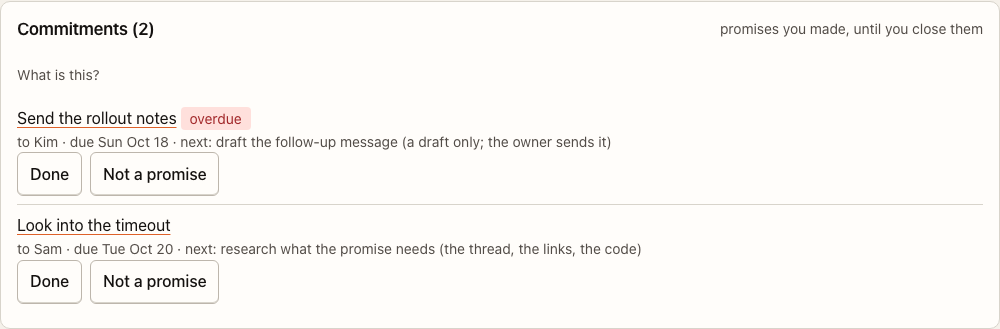 Commitments (2)
promises you made, until you close them
What is this?
Send the rollout notes overdue
to Kim · due Sun Oct 18 · next: draft the follow-up message (a draft only; the owner sends it)
Done Not a promise
Look into the timeout
to Sam · due Tue Oct 20 · next: research what the promise needs (the thread, the links, the code)
Done Not a promise